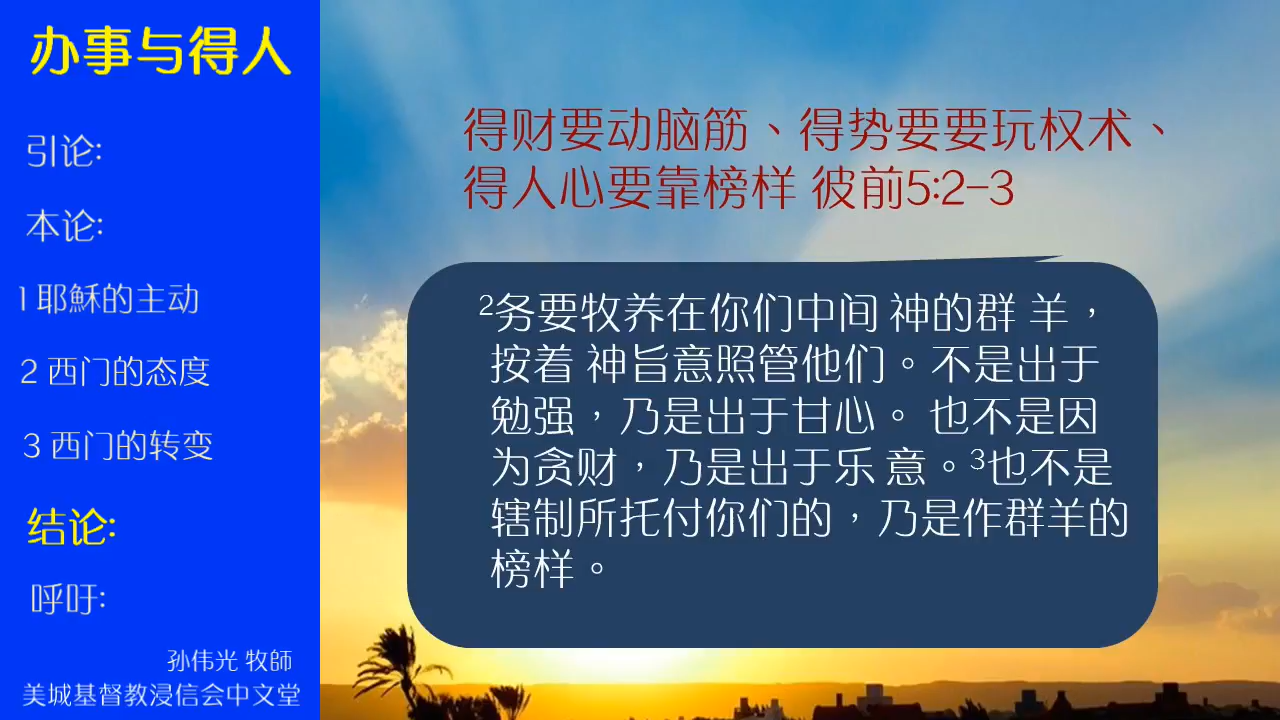 办事与得人
引论:
本论:
1 耶稣的主动
2 西门的态度
3 西门的转变
结论:
呼吁:
孙伟光 牧師
美城基督教浸信会中文堂
得财要动脑筋、得势要要玩权术、
得人心要靠榜样 彼前5:2-3
²务要牧养在你们中间 神的群 羊，
按着 神旨意照管他们。不是出于
勉强，乃是出于甘心。 也不是因
为贪财，乃是出于乐 意。³也不是
辖制所托付你们的，乃是作群羊的
榜样。